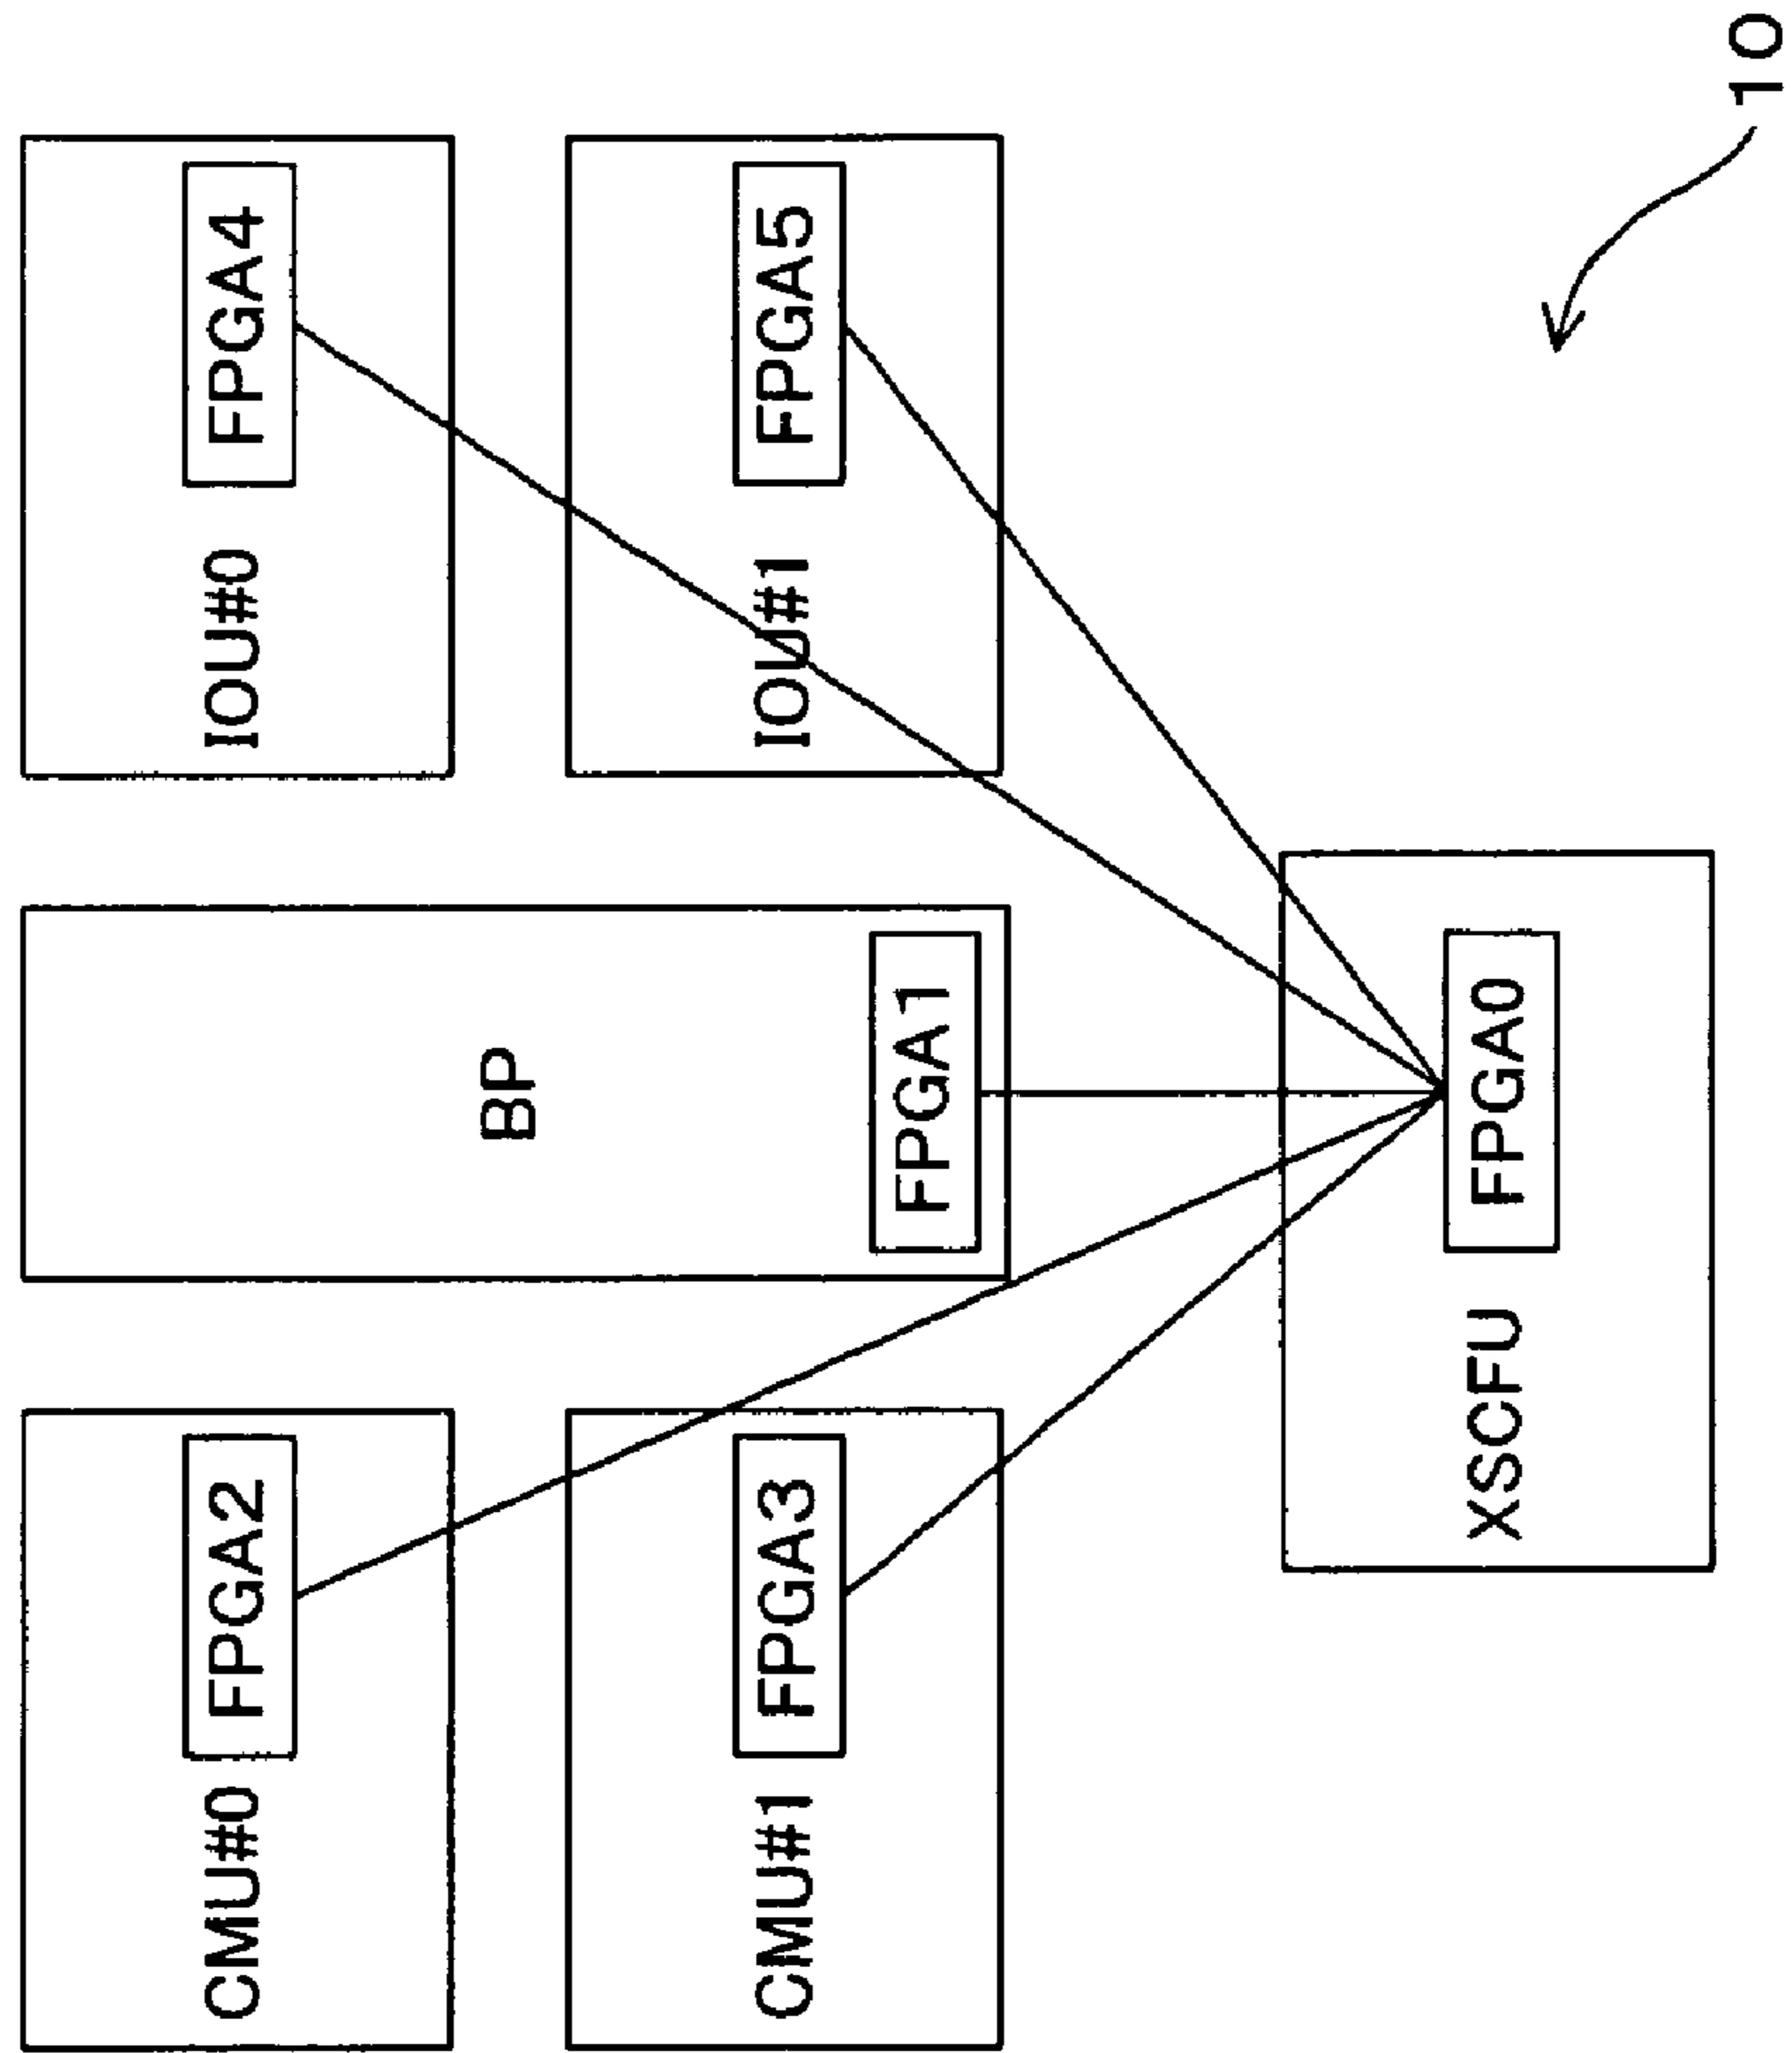 CMU#0
FPGA2
BP
IOU#0
FPGA4
CMU#1
FPGA3
FPGA1
IOU#1
FPGA5
XSCFU
FPGA0
10